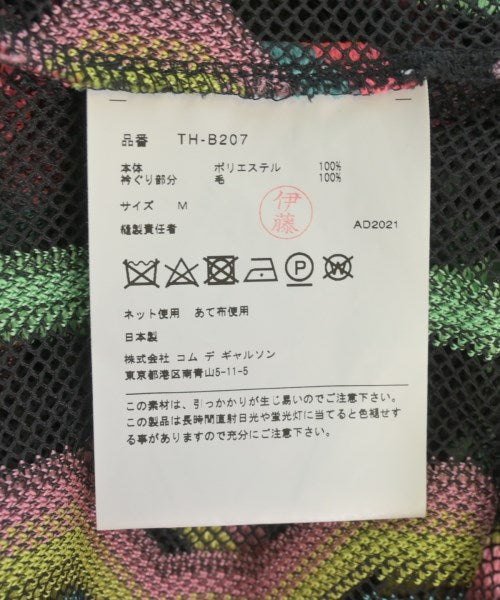 品番 TH-B207
本体 ポリエステル 100%
衿ぐり部分 毛 100%
サイズ M
伊藤
縫製責任者 AD2021
P W
ネット使用 あて布使用
日本製
株式会社 コム デ ギャルソン
東京都港区南青山5-11-5
この素材は、引っかかりが生じ易いのでご注意下さい。
この製品は長時間直射日光や蛍光灯に当てると色褪せす
る事がありますので充分にご注意下さい。